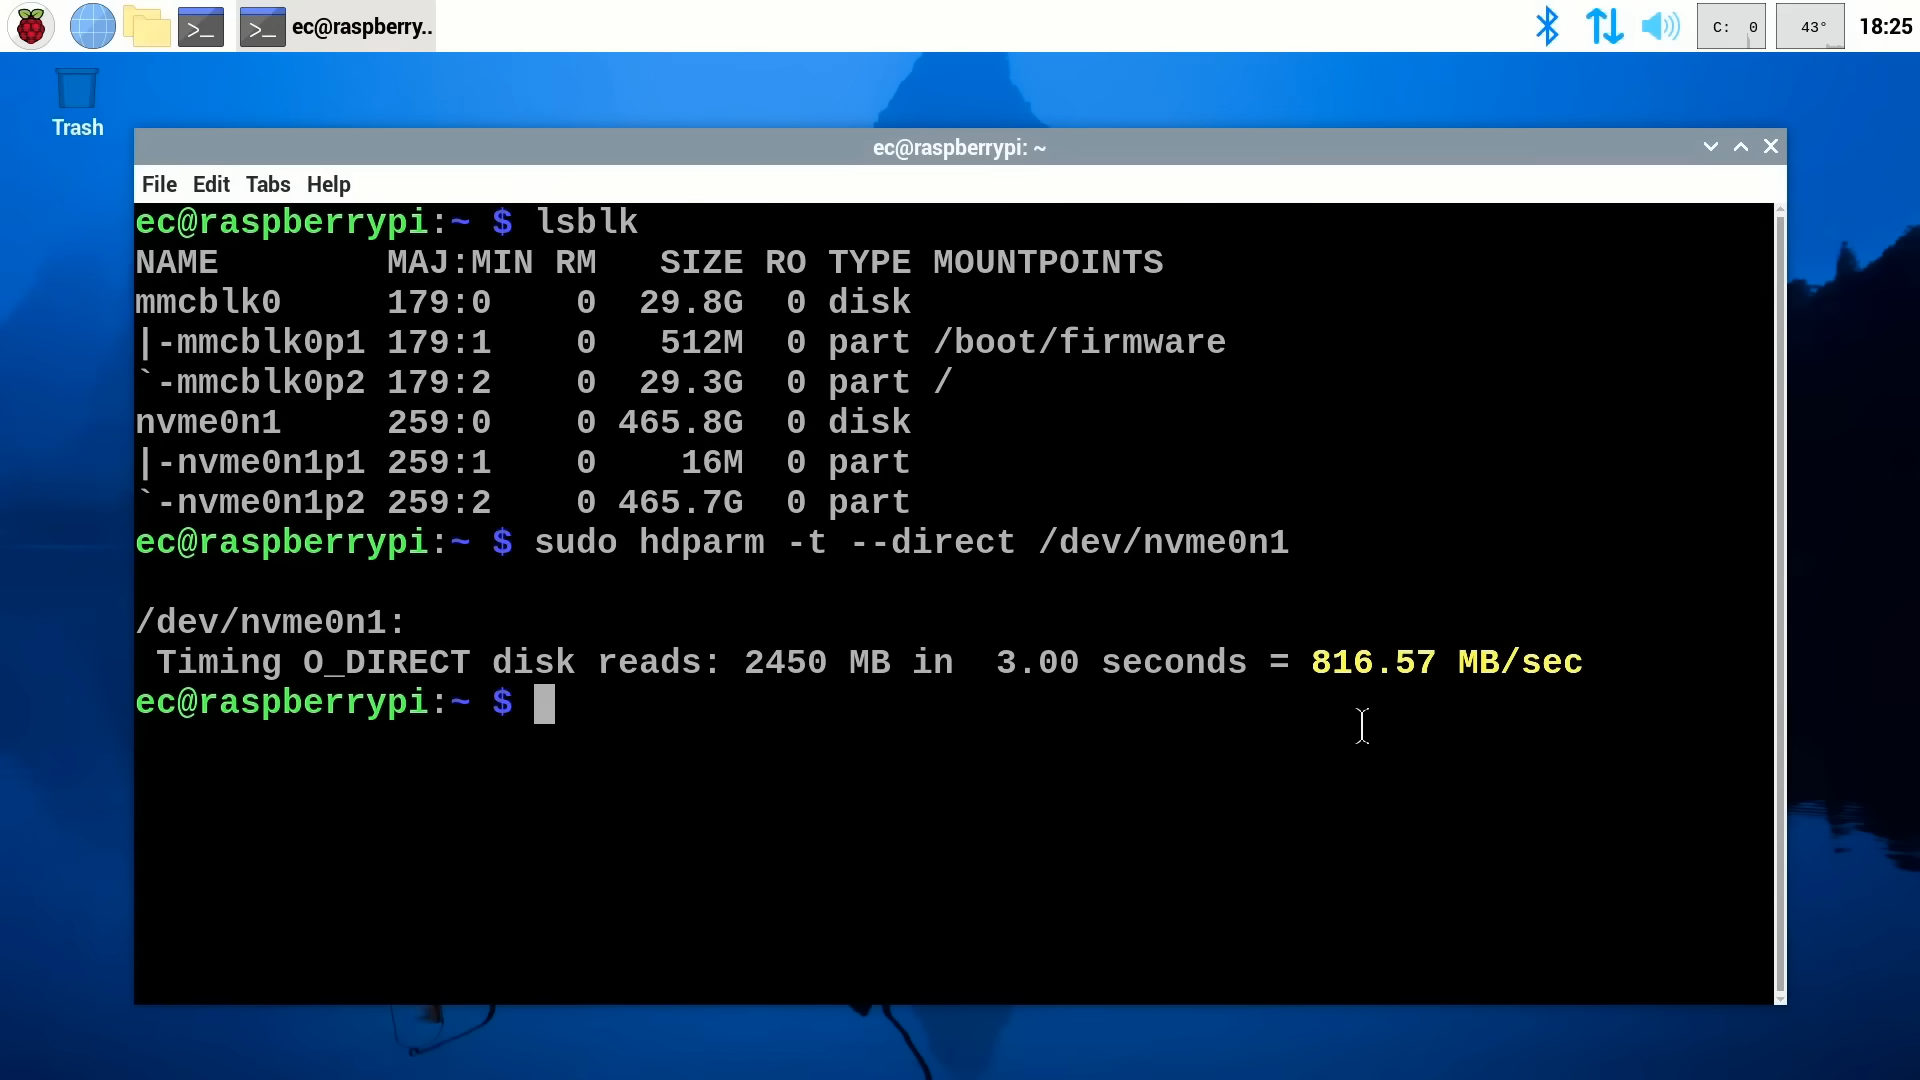 >_ >_ ec@raspberry.. C: 0 43° 18:25
Trash
ec@raspberrypi: ~
File Edit Tabs Help
ec@raspberrypi:~ $ lsblk
NAME        MAJ:MIN RM   SIZE RO TYPE MOUNTPOINTS
mmcblk0     179:0    0  29.8G  0 disk
|-mmcblk0p1 179:1    0   512M  0 part /boot/firmware
`-mmcblk0p2 179:2    0  29.3G  0 part /
nvme0n1     259:0    0 465.8G  0 disk
|-nvme0n1p1 259:1    0    16M  0 part
`-nvme0n1p2 259:2    0 465.7G  0 part
ec@raspberrypi:~ $ sudo hdparm -t --direct /dev/nvme0n1
/dev/nvme0n1:
 Timing O_DIRECT disk reads: 2450 MB in  3.00 seconds = 816.57 MB/sec
ec@raspberrypi:~ $